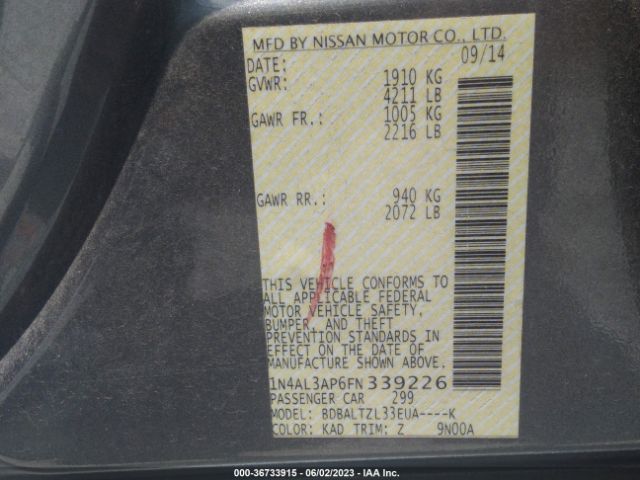 MFD BY NISSAN MOTOR CO., LTD.
DATE: 09/14
GVWR: 1910 KG
4211 LB
GAWR FR.: 1005 KG
2216 LB
GAWR RR.: 940 KG
2072 LB
THIS VEHICLE CONFORMS TO
ALL APPLICABLE FEDERAL
MOTOR VEHICLE SAFETY,
BUMPER, AND THEFT
PREVENTION STANDARDS IN
EFFECT ON THE DATE OF
MANUFACTURE SHOWN ABOVE.
1N4AL3AP6FN 339226
PASSENGER CAR 299
MODEL: BDBALTZL33EUA----K
COLOR: KAD TRIM: Z 9N00A
000-36733915 - 06/02/2023 - IAA Inc.